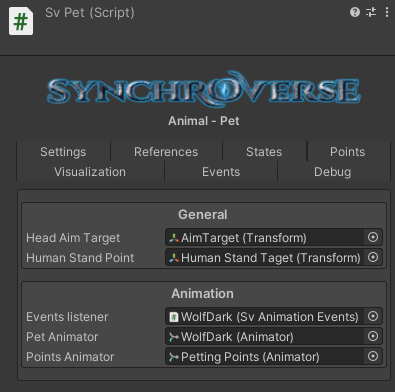 Sv Pet (Script)
SYNCHROVERSE
Animal - Pet
Settings References States Points
Visualization Events Debug
General
Head Aim Target AimTarget (Transform)
Human Stand Point Human Stand Taget (Transform)
Animation
Events listener # WolfDark (Sv Animation Events)
Pet Animator WolfDark (Animator)
Points Animator Petting Points (Animator)